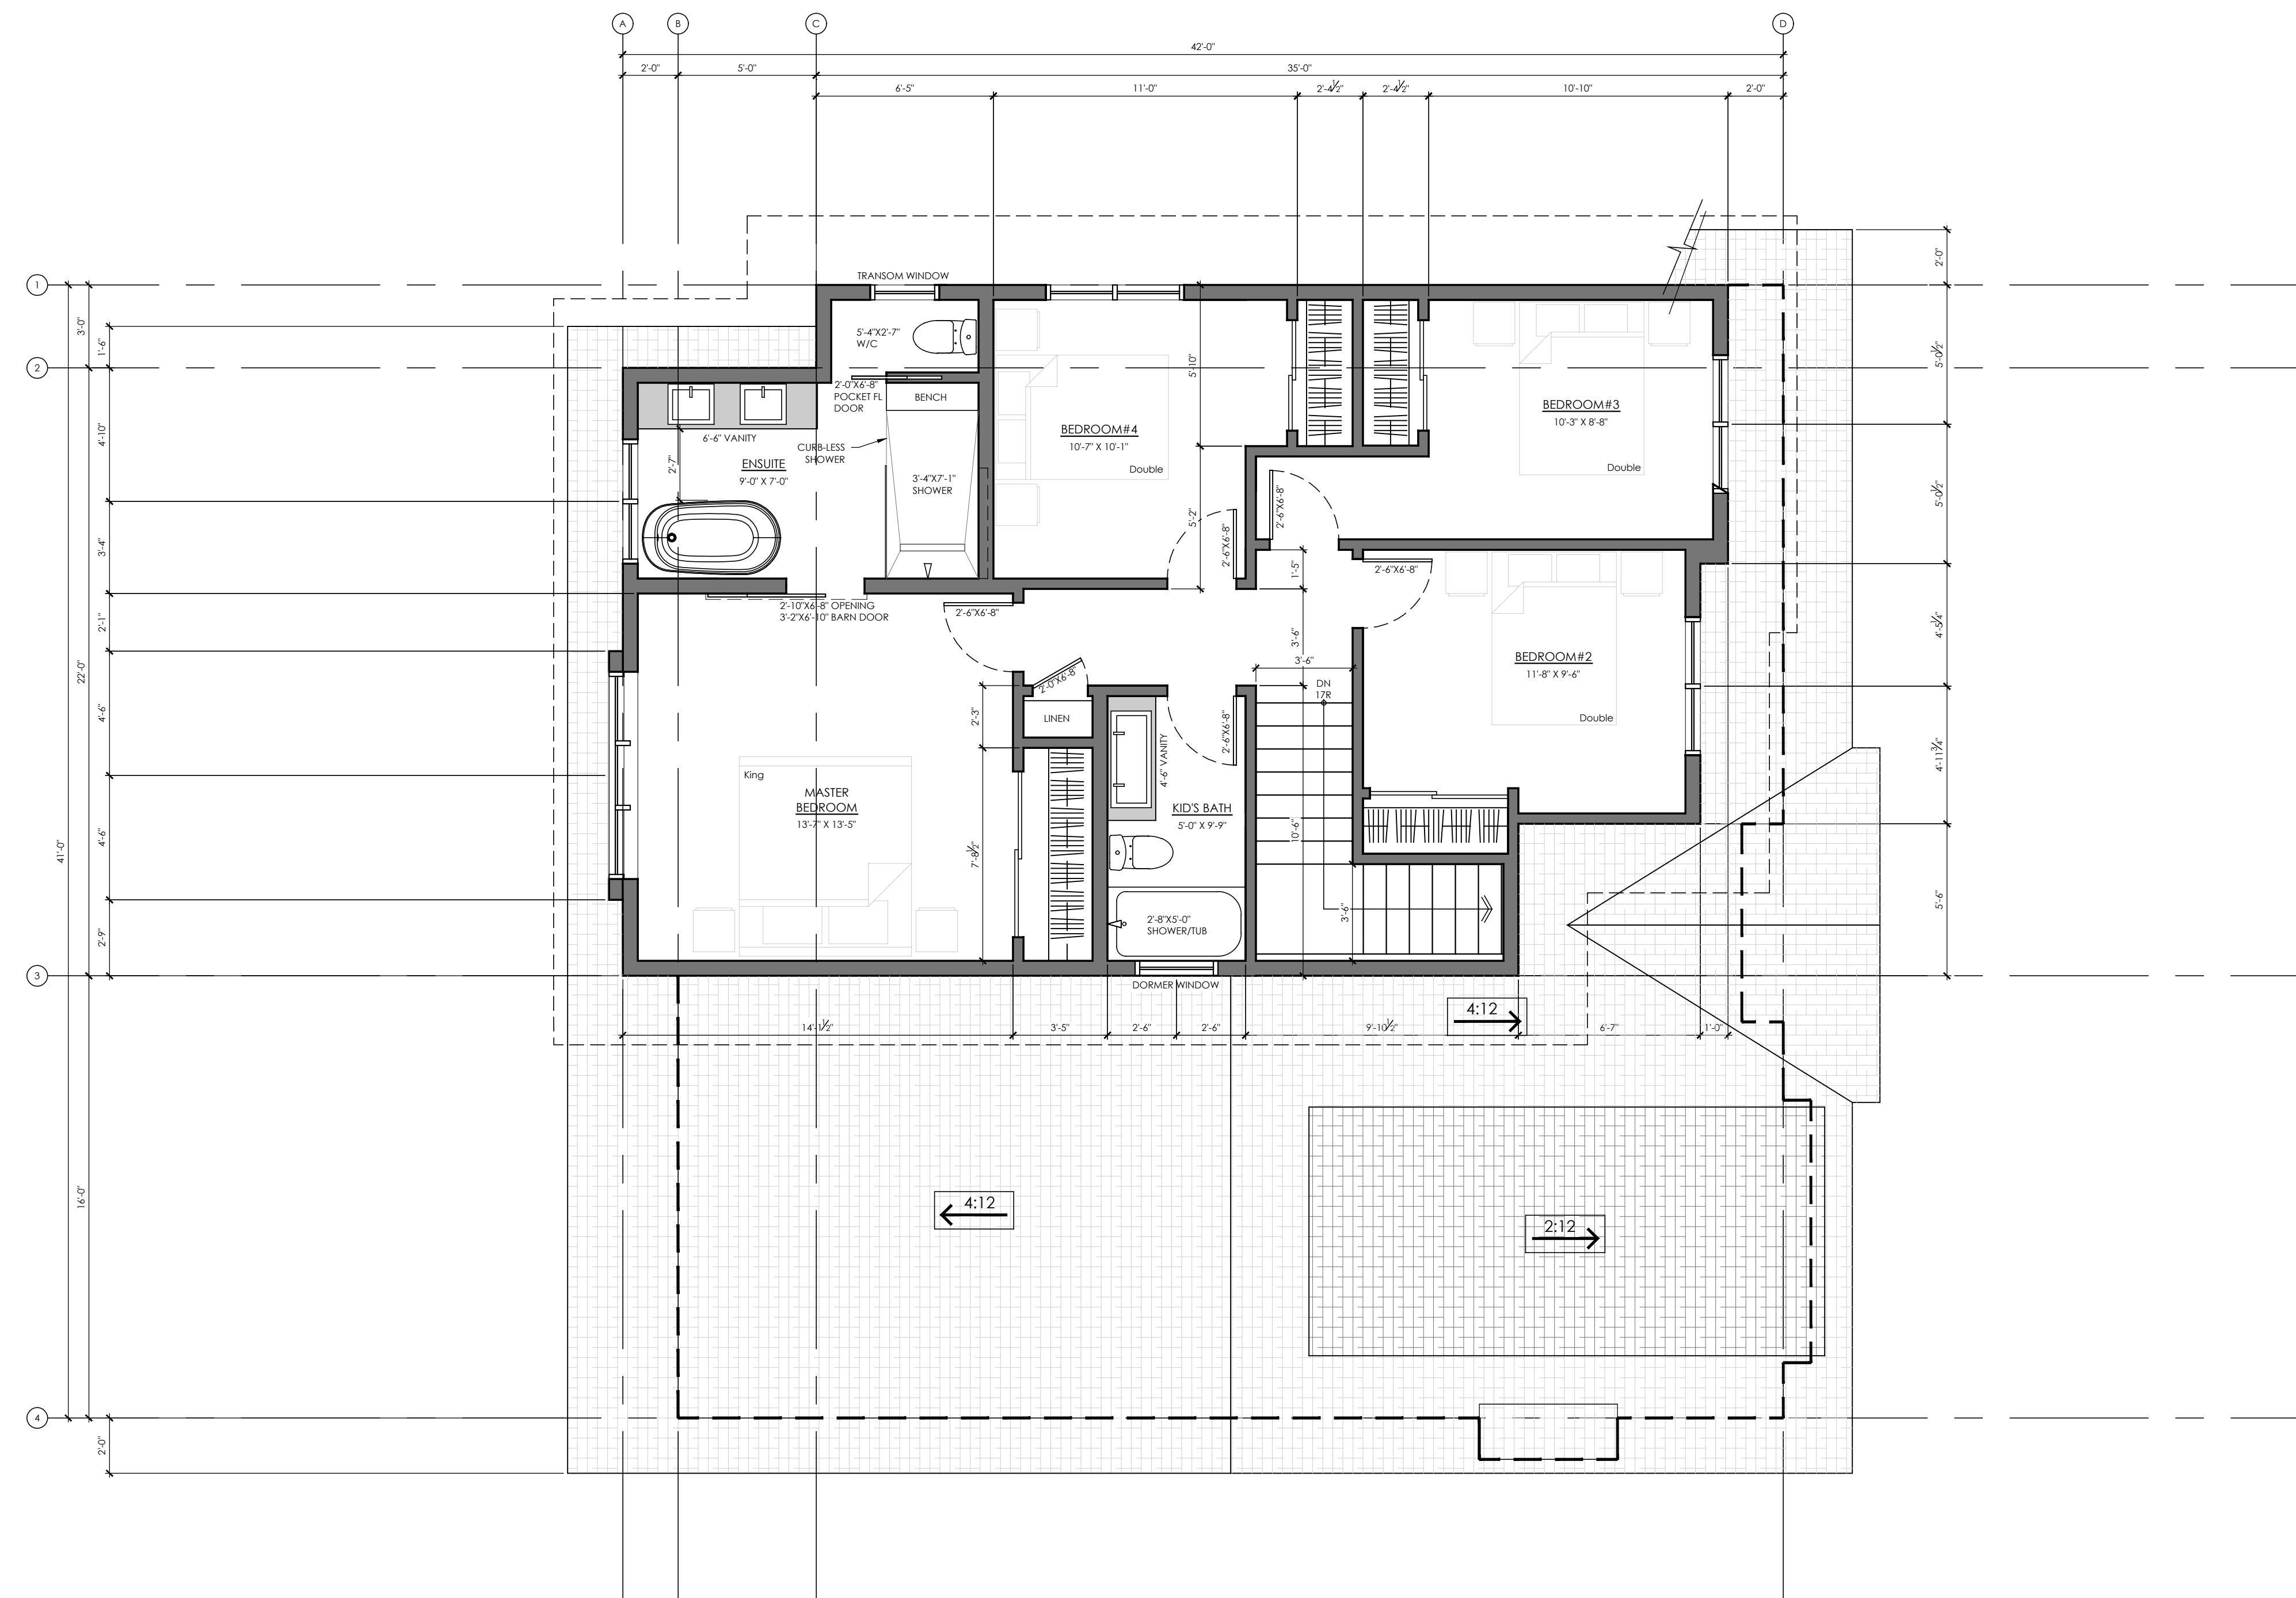 A
B
C
D
42'-0"
2'-0"
5'-0"
35'-0"
6'-5"
11'-0"
2'-4½"
2'-4½"
10'-10"
2'-0"
1
2
3
4
3'-0"
1'-6"
4'-10"
3'-4"
2'-1"
22'-0"
4'-6"
41'-0"
4'-6"
2'-9"
16'-0"
2'-0"
TRANSOM WINDOW
5'-4"X2'-7"
W/C
2'-0"X6'-8"
POCKET FL
DOOR
BENCH
6'-6" VANITY
CURB-LESS
SHOWER
2'-7"
ENSUITE
9'-0" X 7'-0"
3'-4"X7'-1"
SHOWER
2'-10"X6'-8" OPENING
3'-2"X6'-10" BARN DOOR
2'-6"X6'-8"
BEDROOM#4
10'-7" X 10'-1"
Double
5'-10"
5'-2"
2'-6"X6'-8"
2'-6"X6'-8"
BEDROOM#3
10'-3" X 8'-8"
Double
1'-5"
2'-6"X6'-8"
3'-6"
3'-6"
DN
17R
BEDROOM#2
11'-8" X 9'-6"
Double
2'-0"X6'-8"
LINEN
2'-3"
7'-8½"
King
MASTER
BEDROOM
13'-7" X 13'-5"
4'-6" VANITY
2'-6"X6'-8"
KID'S BATH
5'-0" X 9'-9"
2'-8"X5'-0"
SHOWER/TUB
10'-6"
3'-6"
DORMER WINDOW
14'-1½"
3'-5"
2'-6"
2'-6"
9'-10½"
4:12
6'-7"
1'-0"
4:12
2:12
2'-0"
5'-0½"
5'-0½"
4'-5¼"
4'-11¾"
5'-6"